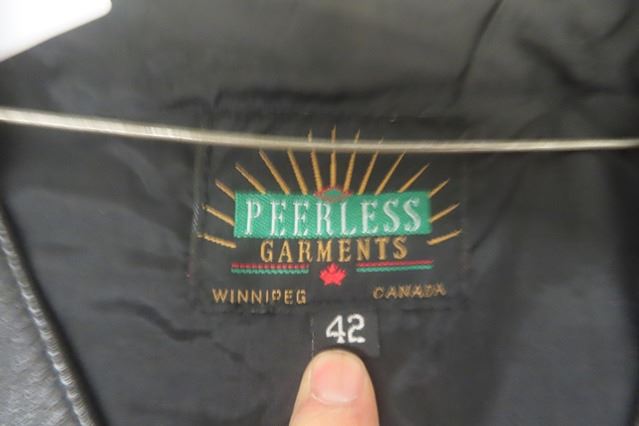 PEERLESS
GARMENTS
WINNIPEG CANADA
42